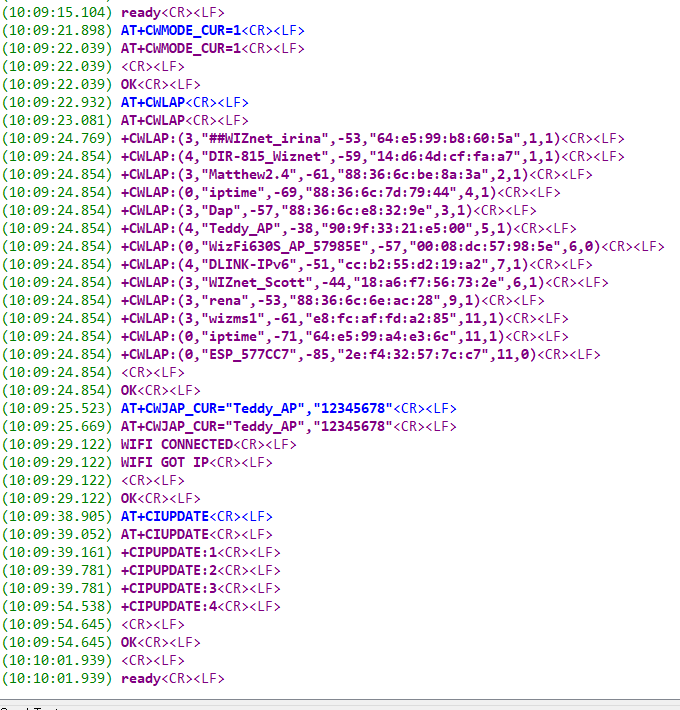 (10:09:15.104) ready<CR><LF>
(10:09:21.898) AT+CWMODE_CUR=1<CR><LF>
(10:09:22.039) AT+CWMODE_CUR=1<CR><LF>
(10:09:22.039) <CR><LF>
(10:09:22.039) OK<CR><LF>
(10:09:22.932) AT+CWLAP<CR><LF>
(10:09:23.081) AT+CWLAP<CR><LF>
(10:09:24.769) +CWLAP:(3,"##WIZnet_irina",-53,"64:e5:99:b8:60:5a",1,1)<CR><LF>
(10:09:24.854) +CWLAP:(4,"DIR-815_Wiznet",-59,"14:d6:4d:cf:fa:a7",1,1)<CR><LF>
(10:09:24.854) +CWLAP:(3,"Matthew2.4",-61,"88:36:6c:be:8a:3a",2,1)<CR><LF>
(10:09:24.854) +CWLAP:(0,"iptime",-69,"88:36:6c:7d:79:44",4,1)<CR><LF>
(10:09:24.854) +CWLAP:(3,"Dap",-57,"88:36:6c:e8:32:9e",3,1)<CR><LF>
(10:09:24.854) +CWLAP:(4,"Teddy_AP",-38,"90:9f:33:21:e5:00",5,1)<CR><LF>
(10:09:24.854) +CWLAP:(0,"WizFi630S_AP_57985E",-57,"00:08:dc:57:98:5e",6,0)<CR><LF>
(10:09:24.854) +CWLAP:(4,"DLINK-IPv6",-51,"cc:b2:55:d2:19:a2",7,1)<CR><LF>
(10:09:24.854) +CWLAP:(3,"WIZnet_Scott",-44,"18:a6:f7:56:73:2e",6,1)<CR><LF>
(10:09:24.854) +CWLAP:(3,"rena",-53,"88:36:6c:6e:ac:28",9,1)<CR><LF>
(10:09:24.854) +CWLAP:(3,"wizms1",-61,"e8:fc:af:fd:a2:85",11,1)<CR><LF>
(10:09:24.854) +CWLAP:(0,"iptime",-71,"64:e5:99:a4:e3:6c",11,1)<CR><LF>
(10:09:24.854) +CWLAP:(0,"ESP_577CC7",-85,"2e:f4:32:57:7c:c7",11,0)<CR><LF>
(10:09:24.854) <CR><LF>
(10:09:24.854) OK<CR><LF>
(10:09:25.523) AT+CWJAP_CUR="Teddy_AP","12345678"<CR><LF>
(10:09:25.669) AT+CWJAP_CUR="Teddy_AP","12345678"<CR><LF>
(10:09:29.122) WIFI CONNECTED<CR><LF>
(10:09:29.122) WIFI GOT IP<CR><LF>
(10:09:29.122) <CR><LF>
(10:09:29.122) OK<CR><LF>
(10:09:38.905) AT+CIUPDATE<CR><LF>
(10:09:39.052) AT+CIUPDATE<CR><LF>
(10:09:39.161) +CIPUPDATE:1<CR><LF>
(10:09:39.781) +CIPUPDATE:2<CR><LF>
(10:09:39.781) +CIPUPDATE:3<CR><LF>
(10:09:54.538) +CIPUPDATE:4<CR><LF>
(10:09:54.645) <CR><LF>
(10:09:54.645) OK<CR><LF>
(10:10:01.939) <CR><LF>
(10:10:01.939) ready<CR><LF>